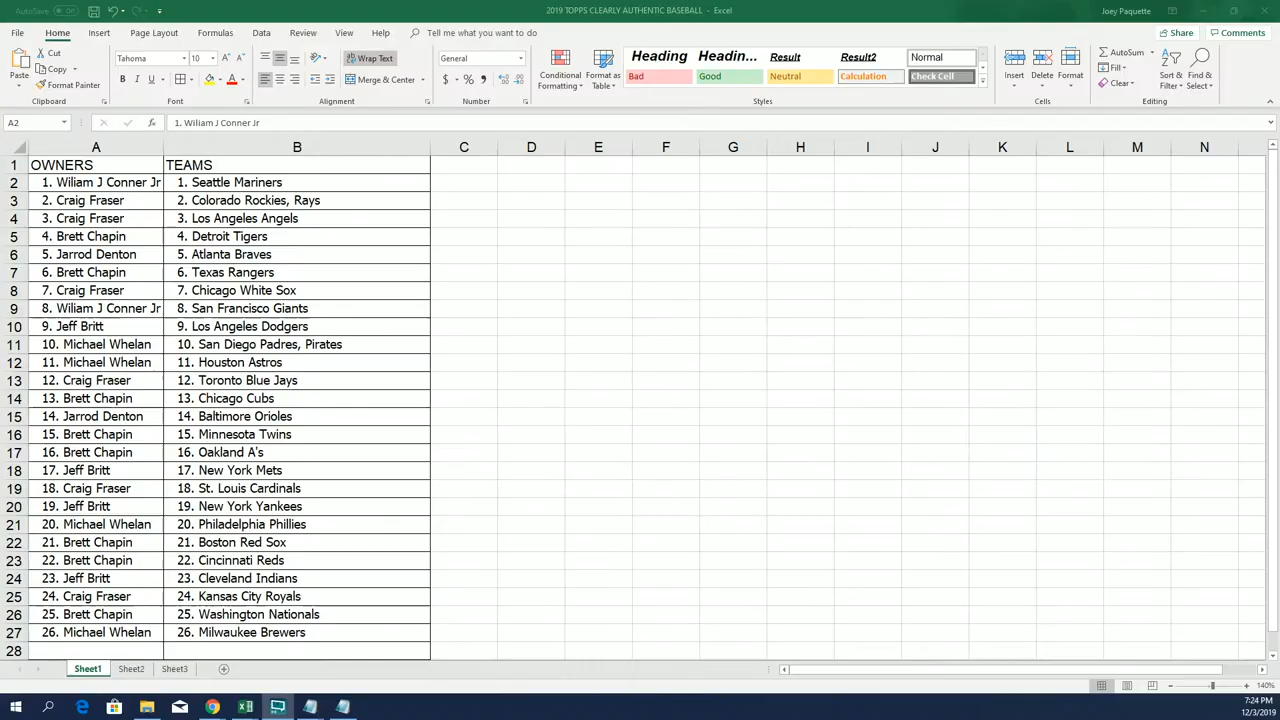 AutoSave Off
2019 TOPPS CLEARLY AUTHENTIC BASEBALL - Excel
Joey Paquette
File Home Insert Page Layout Formulas Data Review View Help Tell me what you want to do
Share Comments
Paste
Cut
Copy
Format Painter
Clipboard
Tahoma 10
B I U
Font
Wrap Text
Merge & Center
Alignment
General
$ % 9
Number
Conditional Formatting
Format as Table
Heading Headin... Result Result2 Normal
Bad Good Neutral Calculation Check Cell
Styles
Insert Delete Format
Cells
AutoSum
Fill
Clear
Sort & Filter
Find & Select
Editing
A2
fx
1. Wiliam J Conner Jr
A B C D E F G H I J K L M N
1 OWNERS TEAMS
2 1. Wiliam J Conner Jr 1. Seattle Mariners
3 2. Craig Fraser 2. Colorado Rockies, Rays
4 3. Craig Fraser 3. Los Angeles Angels
5 4. Brett Chapin 4. Detroit Tigers
6 5. Jarrod Denton 5. Atlanta Braves
7 6. Brett Chapin 6. Texas Rangers
8 7. Craig Fraser 7. Chicago White Sox
9 8. Wiliam J Conner Jr 8. San Francisco Giants
10 9. Jeff Britt 9. Los Angeles Dodgers
11 10. Michael Whelan 10. San Diego Padres, Pirates
12 11. Michael Whelan 11. Houston Astros
13 12. Craig Fraser 12. Toronto Blue Jays
14 13. Brett Chapin 13. Chicago Cubs
15 14. Jarrod Denton 14. Baltimore Orioles
16 15. Brett Chapin 15. Minnesota Twins
17 16. Brett Chapin 16. Oakland A's
18 17. Jeff Britt 17. New York Mets
19 18. Craig Fraser 18. St. Louis Cardinals
20 19. Jeff Britt 19. New York Yankees
21 20. Michael Whelan 20. Philadelphia Phillies
22 21. Brett Chapin 21. Boston Red Sox
23 22. Brett Chapin 22. Cincinnati Reds
24 23. Jeff Britt 23. Cleveland Indians
25 24. Craig Fraser 24. Kansas City Royals
26 25. Brett Chapin 25. Washington Nationals
27 26. Michael Whelan 26. Milwaukee Brewers
28
Sheet1 Sheet2 Sheet3
140%
7:24 PM
12/3/2019